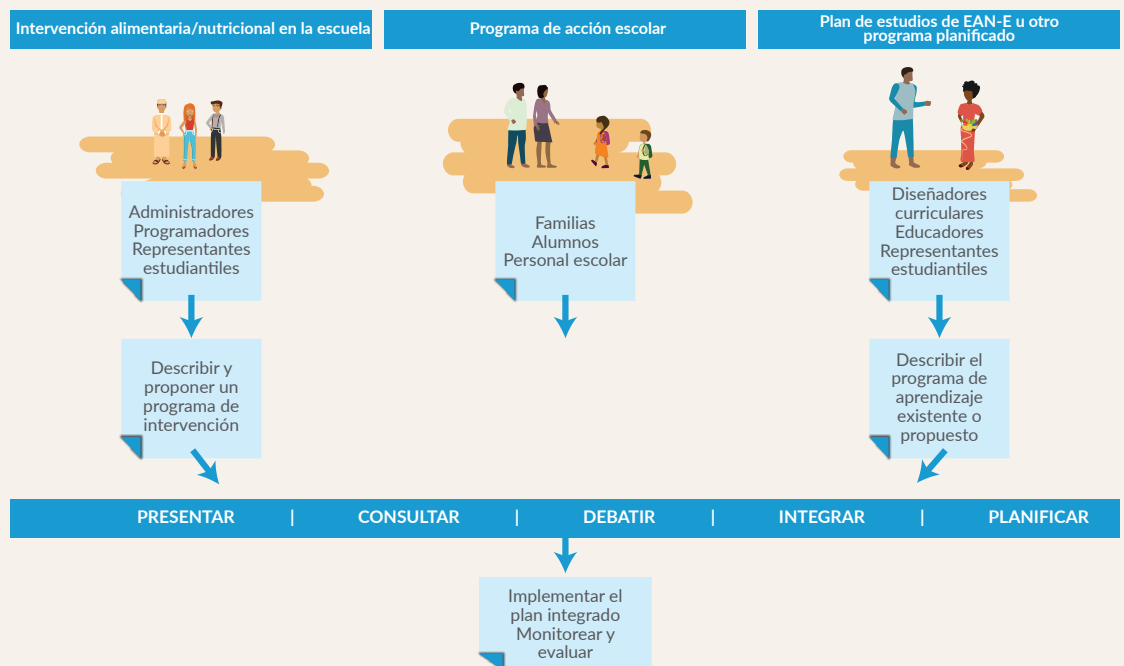 Intervención alimentaria/nutricional en la escuela
Programa de acción escolar
Plan de estudios de EAN-E u otro
programa planificado
Administradores
Programadores
Representantes
estudiantiles
Familias
Alumnos
Personal escolar
Diseñadores
curriculares
Educadores
Representantes
estudiantiles
Describir y
proponer un
programa de
intervención
Describir el
programa de
aprendizaje
existente o
propuesto
PRESENTAR | CONSULTAR | DEBATIR | INTEGRAR | PLANIFICAR
Implementar el
plan integrado
Monitorear y
evaluar